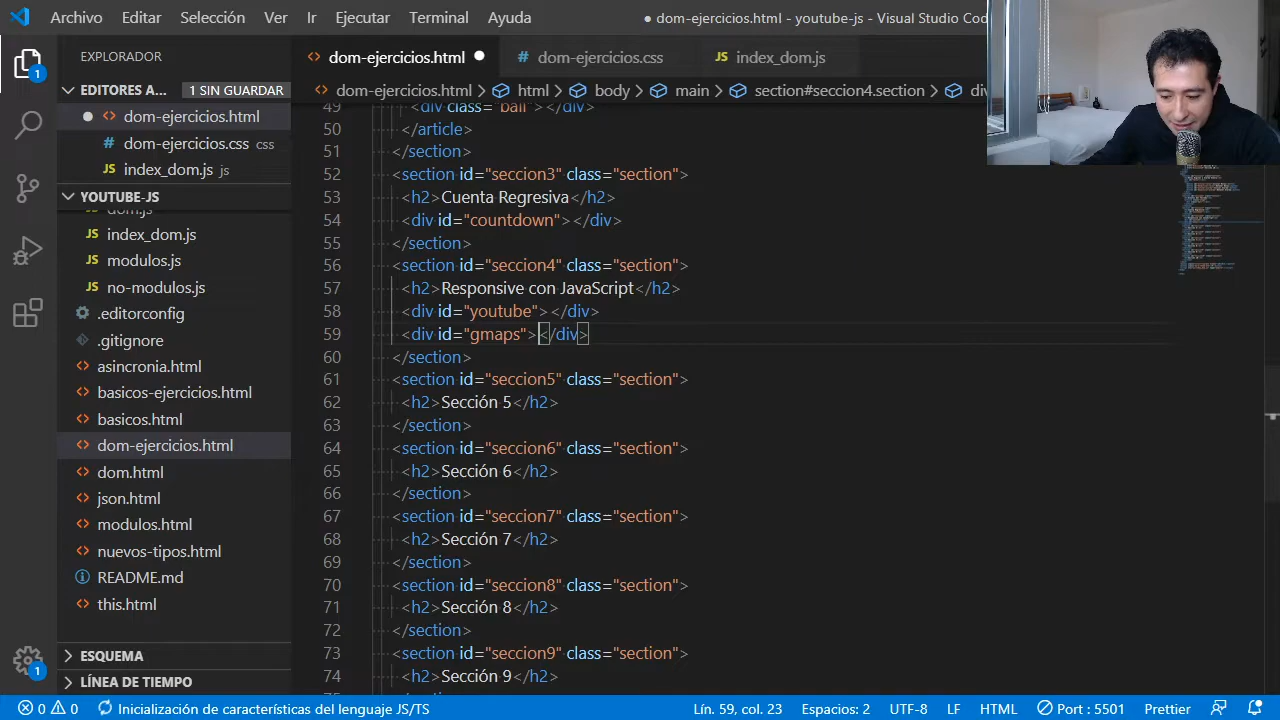 Archivo Editar Selección Ver Ir Ejecutar Terminal Ayuda
● dom-ejercicios.html - youtube-js - Visual Studio Cod
EXPLORADOR
EDITORES A... 1 SIN GUARDAR
dom-ejercicios.html
dom-ejercicios.css css
index_dom.js js
YOUTUBE-JS
dom.js
JS index_dom.js
JS modulos.js
JS no-modulos.js
.editorconfig
.gitignore
asincronia.html
basicos-ejercicios.html
basicos.html
dom-ejercicios.html
dom.html
json.html
modulos.html
nuevos-tipos.html
README.md
this.html
ESQUEMA
LÍNEA DE TIEMPO
dom-ejercicios.html ● # dom-ejercicios.css JS index_dom.js
dom-ejercicios.html > html > body > main > section#seccion4.section > div
49 <div class="ball"></div>
50 </article>
51 </section>
52 <section id="seccion3" class="section">
53 <h2>Cuenta Regresiva</h2>
54 <div id="countdown"></div>
55 </section>
56 <section id="seccion4" class="section">
57 <h2>Responsive con JavaScript</h2>
58 <div id="youtube"></div>
59 <div id="gmaps"></div>
60 </section>
61 <section id="seccion5" class="section">
62 <h2>Sección 5</h2>
63 </section>
64 <section id="seccion6" class="section">
65 <h2>Sección 6</h2>
66 </section>
67 <section id="seccion7" class="section">
68 <h2>Sección 7</h2>
69 </section>
70 <section id="seccion8" class="section">
71 <h2>Sección 8</h2>
72 </section>
73 <section id="seccion9" class="section">
74 <h2>Sección 9</h2>
0 0 Inicialización de características del lenguaje JS/TS Lín. 59, col. 23 Espacios: 2 UTF-8 LF HTML Port : 5501 Prettier